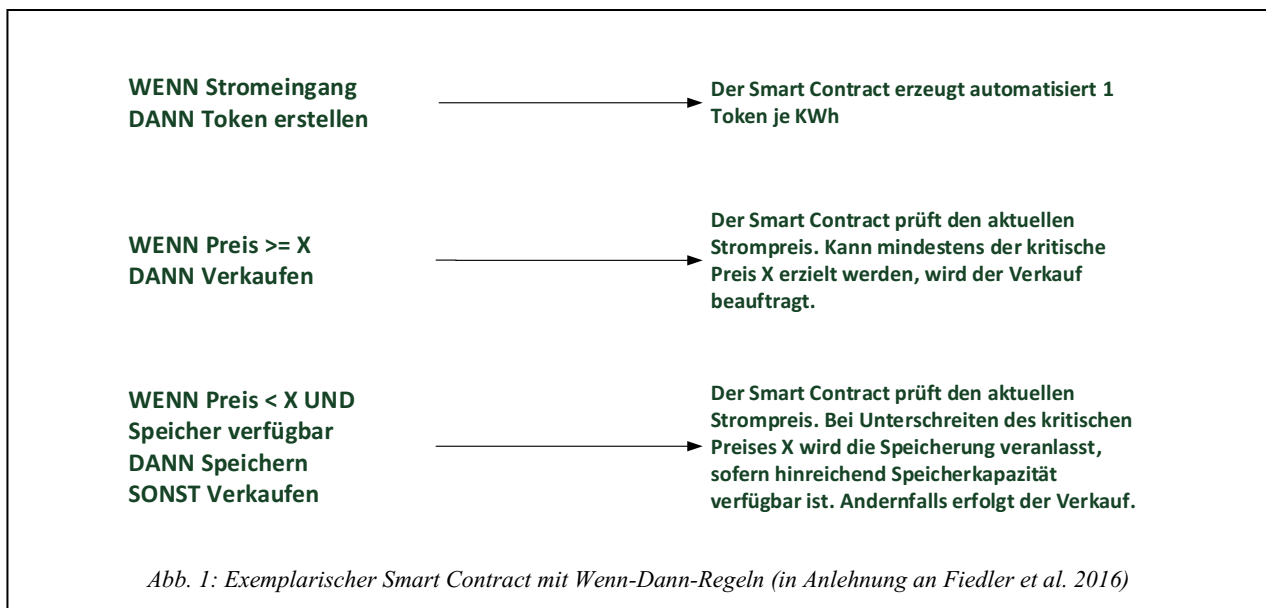 WENN Stromeingang
DANN Token erstellen
Der Smart Contract erzeugt automatisiert 1
Token je KWh
WENN Preis >= X
DANN Verkaufen
Der Smart Contract prüft den aktuellen
Strompreis. Kann mindestens der kritische
Preis X erzielt werden, wird der Verkauf
beauftragt.
WENN Preis < X UND
Speicher verfügbar
DANN Speichern
SONST Verkaufen
Der Smart Contract prüft den aktuellen
Strompreis. Bei Unterschreiten des kritischen
Preises X wird die Speicherung veranlasst,
sofern hinreichend Speicherkapazität
verfügbar ist. Andernfalls erfolgt der Verkauf.
Abb. 1: Exemplarischer Smart Contract mit Wenn-Dann-Regeln (in Anlehnung an Fiedler et al. 2016)